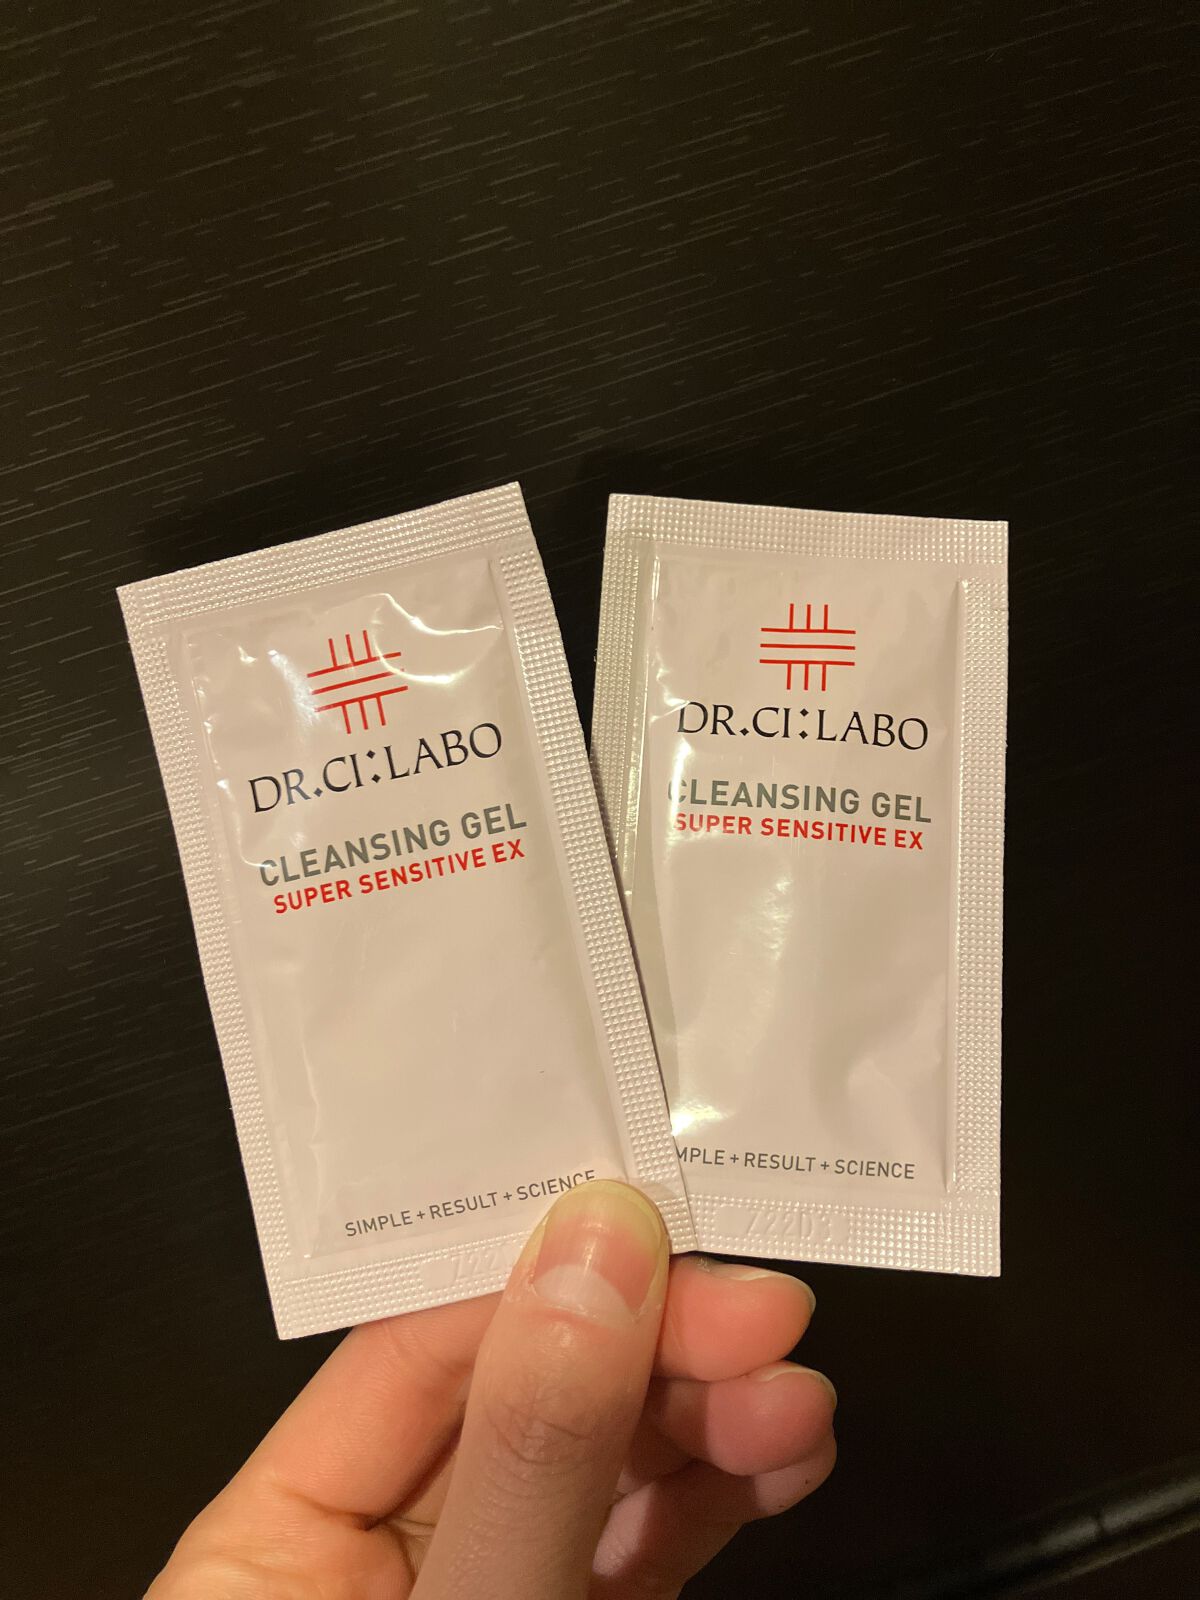 DR.CI:LABO
CLEANSING GEL
SUPER SENSITIVE EX
SIMPLE + RESULT + SCIENCE
DR.CI:LABO
CLEANSING GEL
SUPER SENSITIVE EX
MPLE + RESULT + SCIENCE
Z22D3